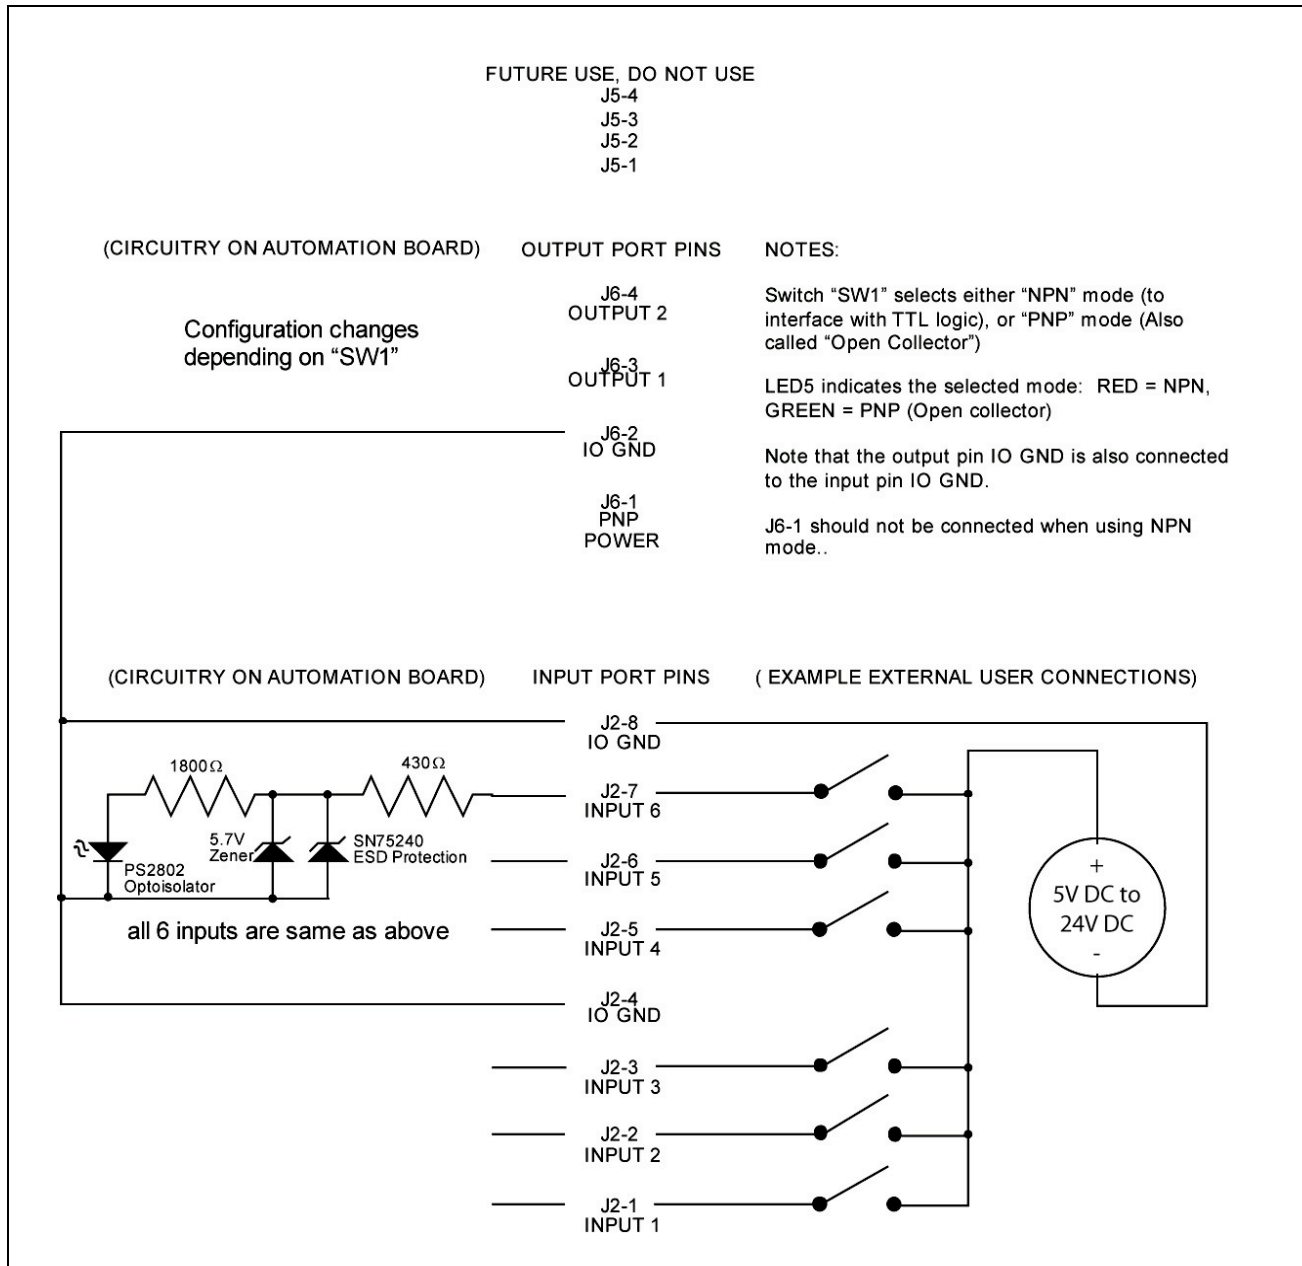 FUTURE USE, DO NOT USE
J5-4
J5-3
J5-2
J5-1
(CIRCUITRY ON AUTOMATION BOARD)
OUTPUT PORT PINS
NOTES:
J6-4
OUTPUT 2
J6-3
OUTPUT 1
J6-2
IO GND
J6-1
PNP
POWER
Configuration changes
depending on “SW1”
Switch “SW1” selects either “NPN” mode (to
interface with TTL logic), or “PNP” mode (Also
called “Open Collector”)
LED5 indicates the selected mode: RED = NPN,
GREEN = PNP (Open collector)
Note that the output pin IO GND is also connected
to the input pin IO GND.
J6-1 should not be connected when using NPN
mode..
(CIRCUITRY ON AUTOMATION BOARD)
INPUT PORT PINS
( EXAMPLE EXTERNAL USER CONNECTIONS)
J2-8
IO GND
1800Ω
430Ω
J2-7
INPUT 6
5.7V
Zener
SN75240
ESD Protection
PS2802
Optoisolator
J2-6
INPUT 5
+
5V DC to
24V DC
-
all 6 inputs are same as above
J2-5
INPUT 4
J2-4
IO GND
J2-3
INPUT 3
J2-2
INPUT 2
J2-1
INPUT 1